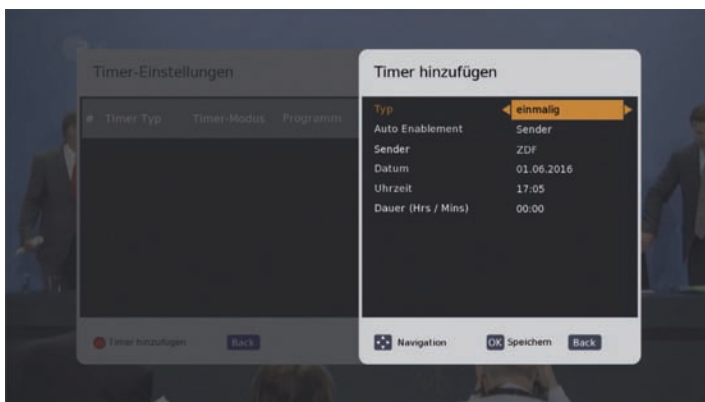 Timer-Einstellungen
# Timer Typ Timer-Modus Programm
Timer hinzufügen Back
Timer hinzufügen
Typ einmalig
Auto Enablement Sender
Sender ZDF
Datum 01.06.2016
Uhrzeit 17:05
Dauer (Hrs / Mins) 00:00
Navigation OK Speichern Back